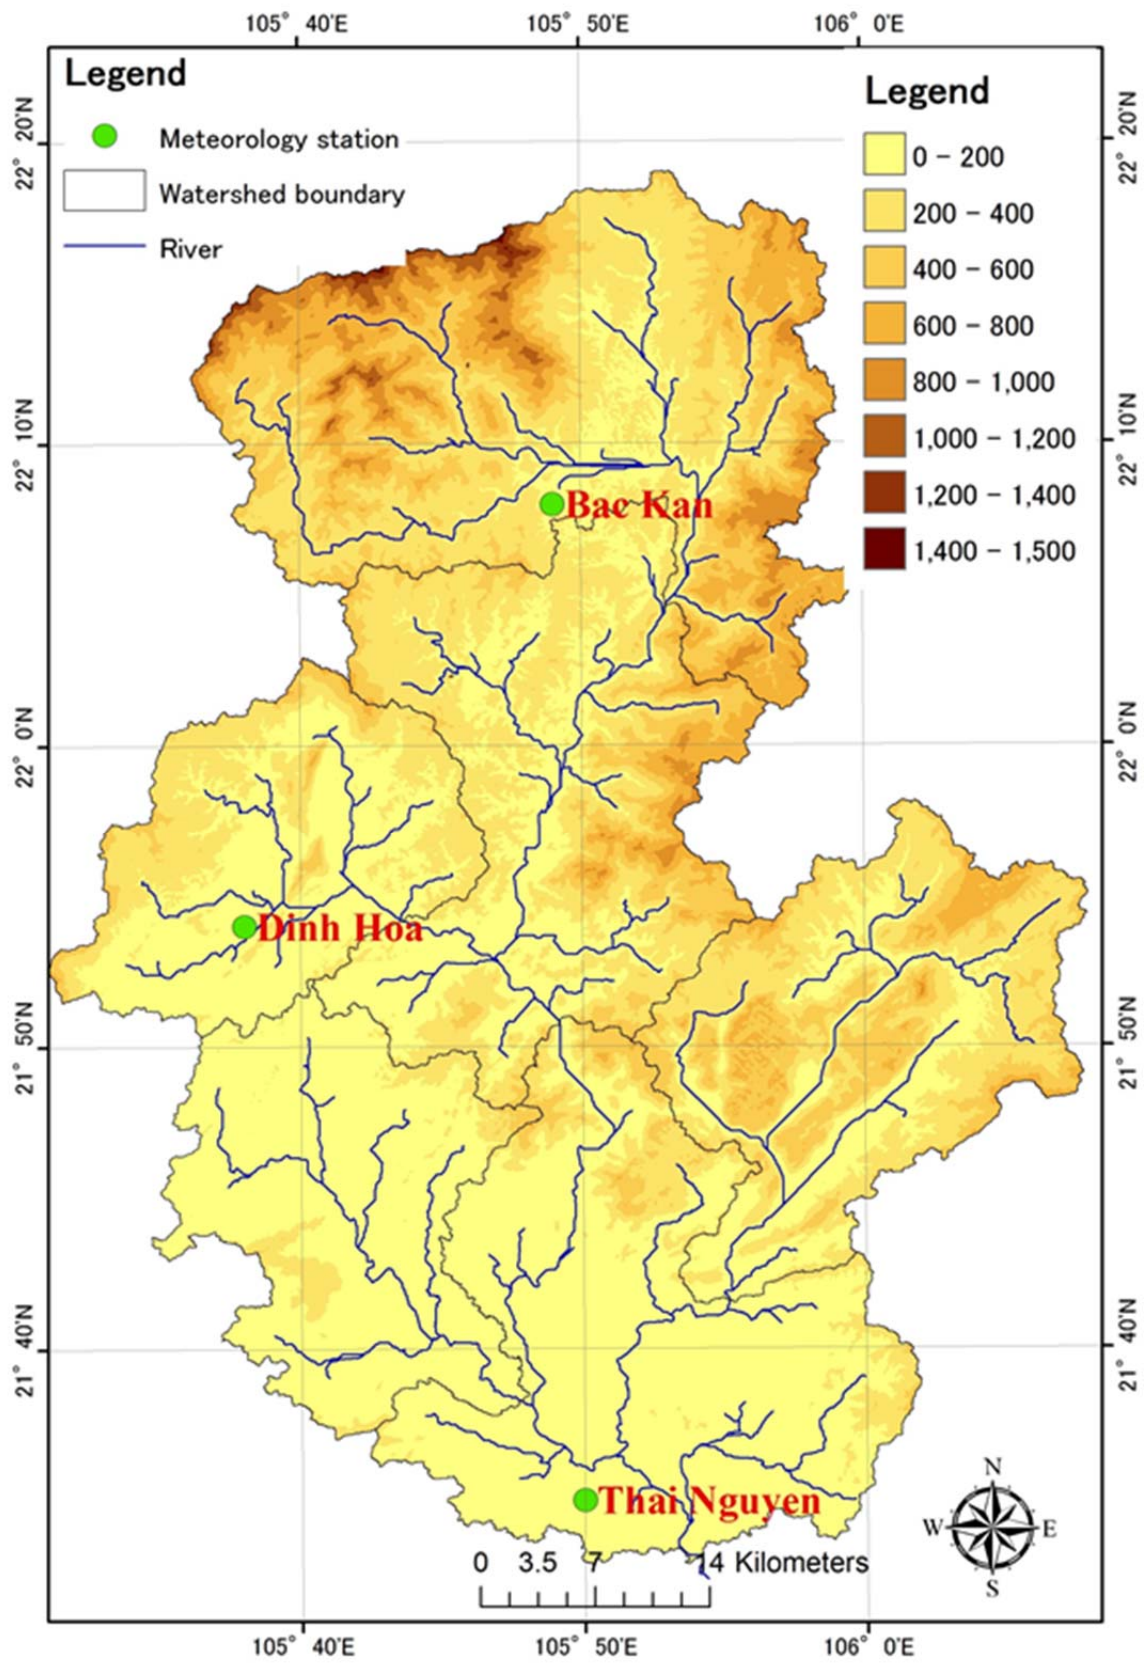 105° 40'E 105° 50'E 106° 0'E
Legend
Meteorology station
Watershed boundary
River
Legend
0 – 200
200 – 400
400 – 600
600 – 800
800 – 1,000
1,000 – 1,200
1,200 – 1,400
1,400 – 1,500
22° 20'N
22° 10'N
22° 0'N
21° 50'N
21° 40'N
22° 20'N
22° 10'N
22° 0'N
21° 50'N
21° 40'N
Bac Kan
Dinh Hoa
Thai Nguyen
N
W E
S
0 3.5 7 14 Kilometers
105° 40'E 105° 50'E 106° 0'E